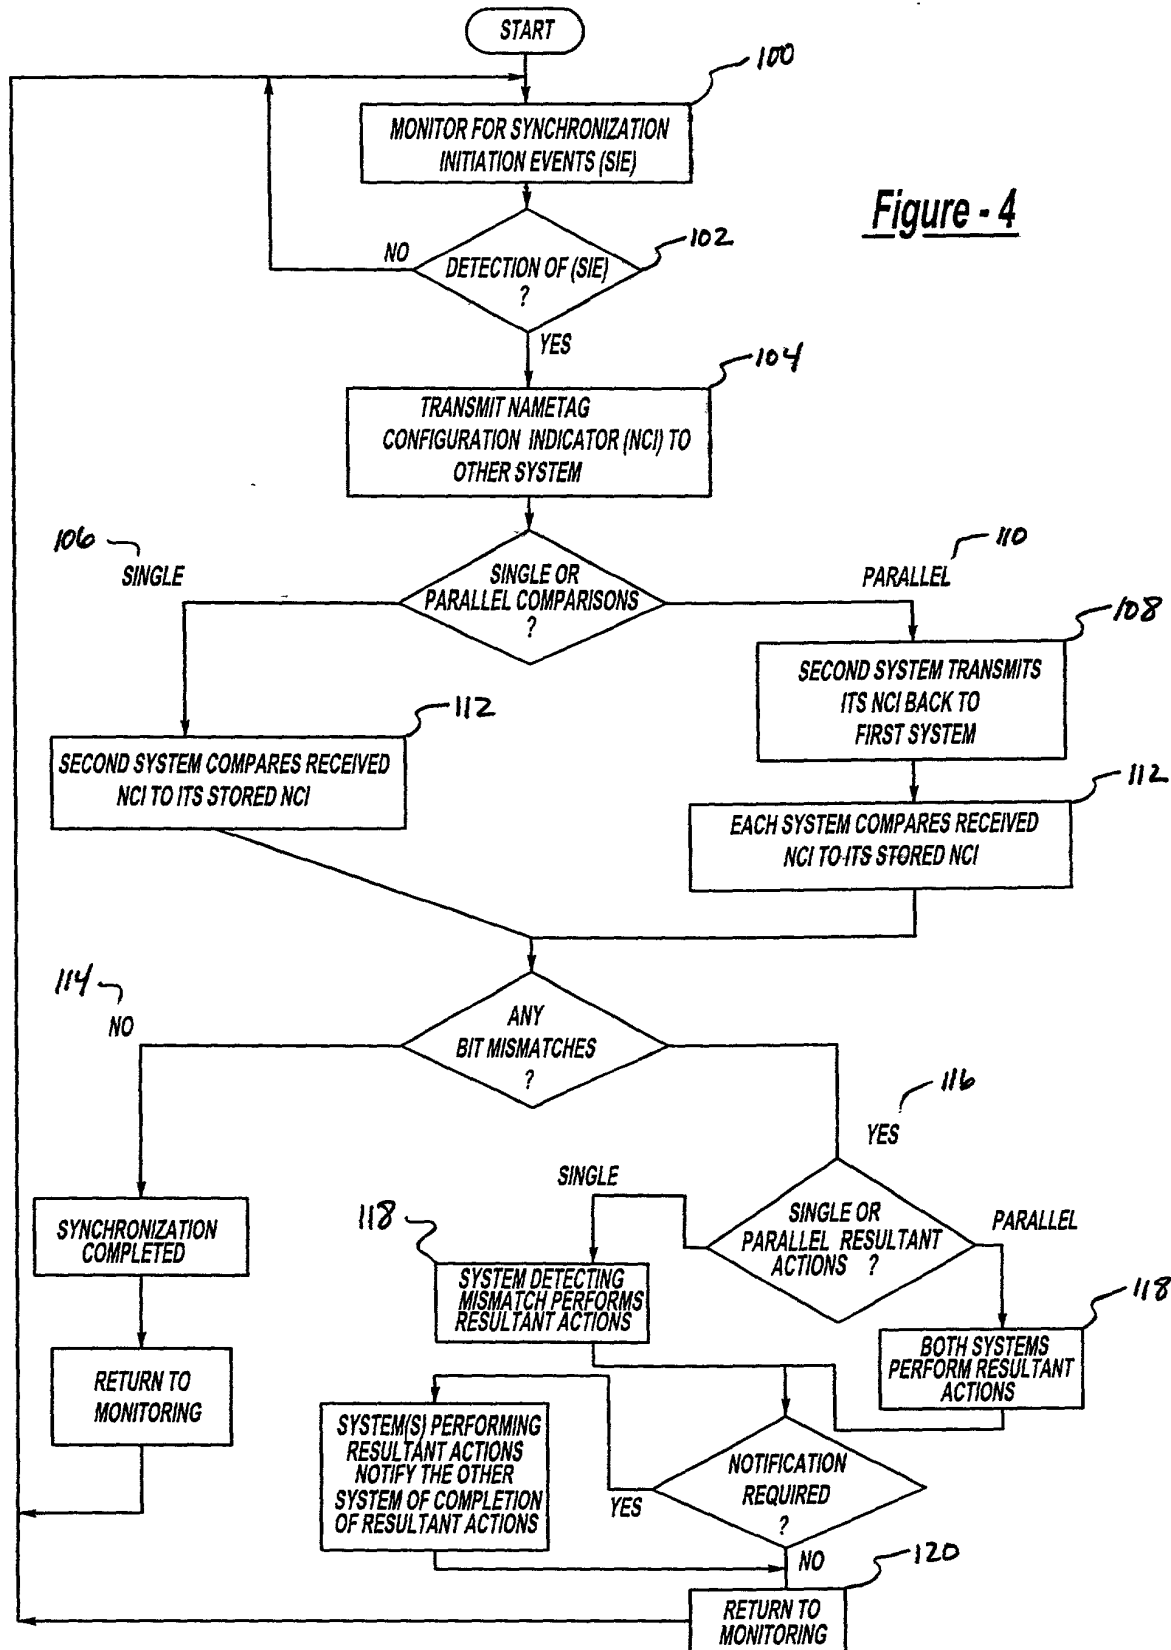 START
100
MONITOR FOR SYNCHRONIZATION
INITIATION EVENTS (SIE)
Figure - 4
NO
102
DETECTION OF (SIE)
?
YES
104
TRANSMIT NAMETAG
CONFIGURATION INDICATOR (NCI) TO
OTHER SYSTEM
106
SINGLE
110
PARALLEL
SINGLE OR
PARALLEL COMPARISONS
?
108
SECOND SYSTEM TRANSMITS
ITS NCI BACK TO
FIRST SYSTEM
112
SECOND SYSTEM COMPARES RECEIVED
NCI TO ITS STORED NCI
112
EACH SYSTEM COMPARES RECEIVED
NCI TO ITS STORED NCI
114
NO
ANY
BIT MISMATCHES
?
116
YES
SINGLE
SINGLE OR
PARALLEL RESULTANT
ACTIONS ?
PARALLEL
SYNCHRONIZATION
COMPLETED
118
SYSTEM DETECTING
MISMATCH PERFORMS
RESULTANT ACTIONS
118
BOTH SYSTEMS
PERFORM RESULTANT
ACTIONS
RETURN TO
MONITORING
SYSTEM(S) PERFORMING
RESULTANT ACTIONS
NOTIFY THE OTHER
SYSTEM OF COMPLETION
OF RESULTANT ACTIONS
YES
NOTIFICATION
REQUIRED
?
NO
120
RETURN TO
MONITORING